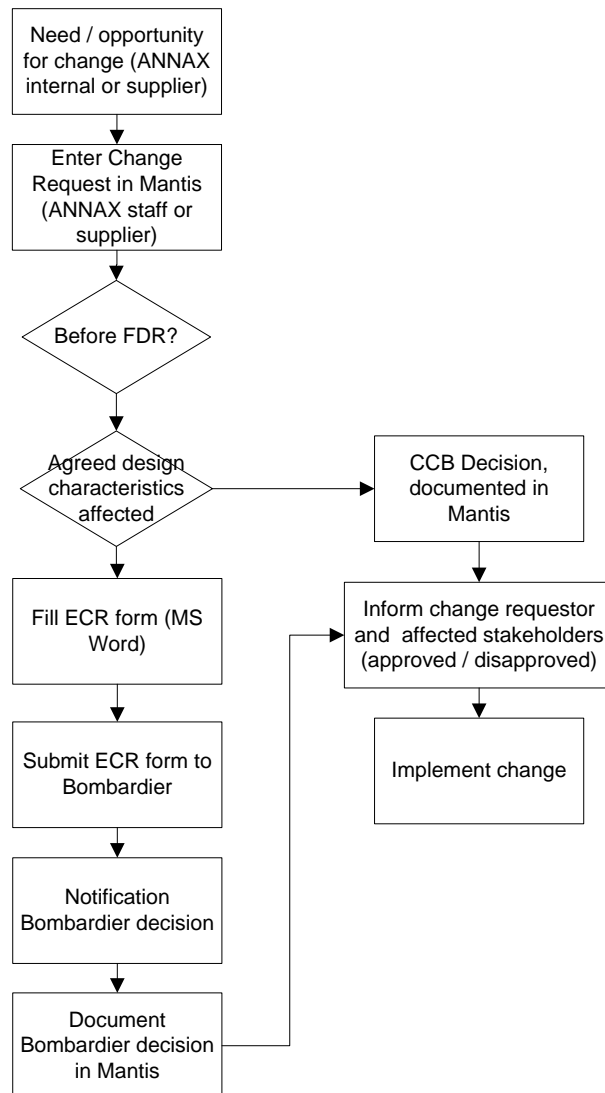 Need / opportunity
for change (ANNAX
internal or supplier)
Enter Change
Request in Mantis
(ANNAX staff or
supplier)
Before FDR?
Agreed design
characteristics
affected
CCB Decision,
documented in
Mantis
Fill ECR form (MS
Word)
Inform change requestor
and affected stakeholders
(approved / disapproved)
Submit ECR form to
Bombardier
Implement change
Notification
Bombardier decision
Document
Bombardier decision
in Mantis